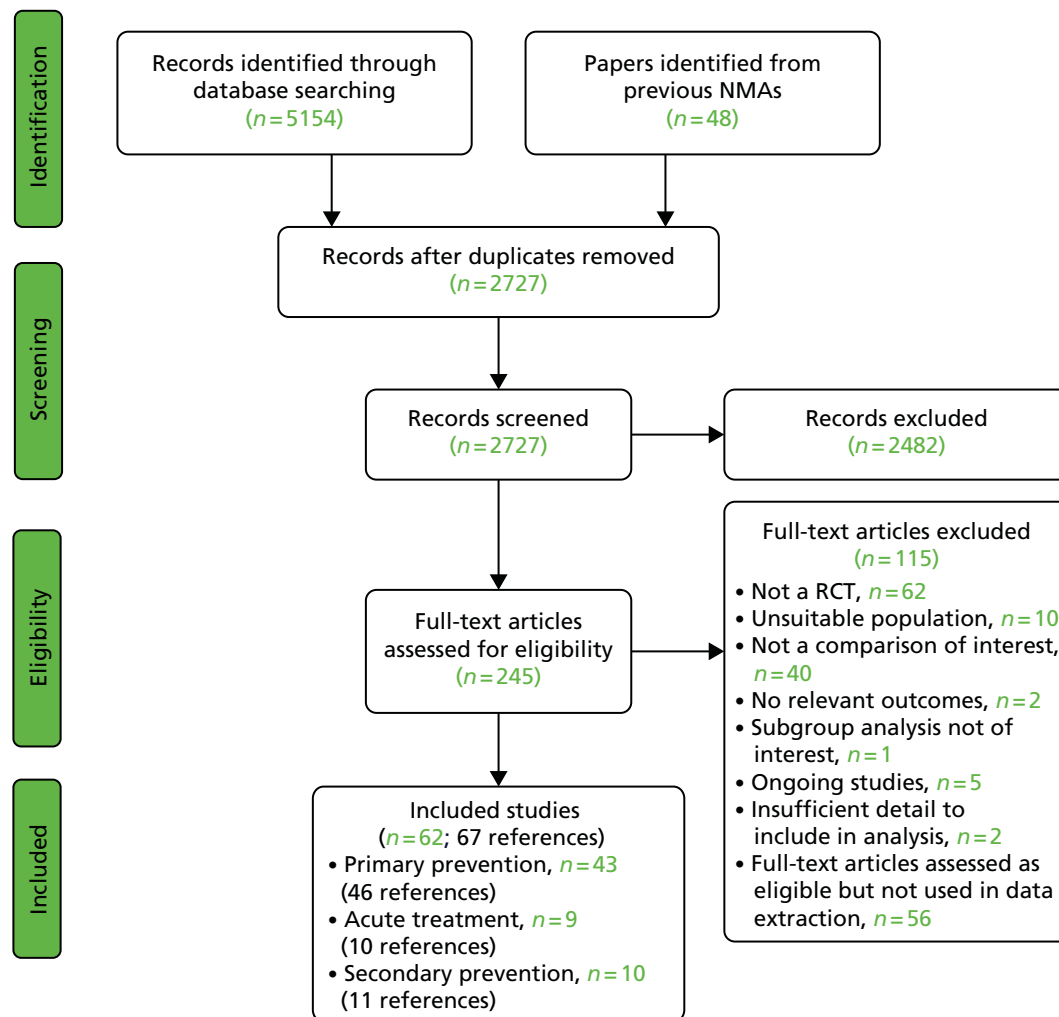 Identification
Records identified through
database searching
(n=5154)
Papers identified from
previous NMAs
(n=48)
Records after duplicates removed
(n=2727)
Screening
Records screened
(n=2727)
Records excluded
(n=2482)
Eligibility
Full-text articles
assessed for eligibility
(n=245)
Full-text articles excluded
(n=115)
• Not a RCT, n=62
• Unsuitable population, n=10
• Not a comparison of interest,
n=40
• No relevant outcomes, n=2
• Subgroup analysis not of
interest, n=1
• Ongoing studies, n=5
• Insufficient detail to
include in analysis, n=2
• Full-text articles assessed as
eligible but not used in data
extraction, n=56
Included
Included studies
(n=62; 67 references)
• Primary prevention, n=43
(46 references)
• Acute treatment, n=9
(10 references)
• Secondary prevention, n=10
(11 references)